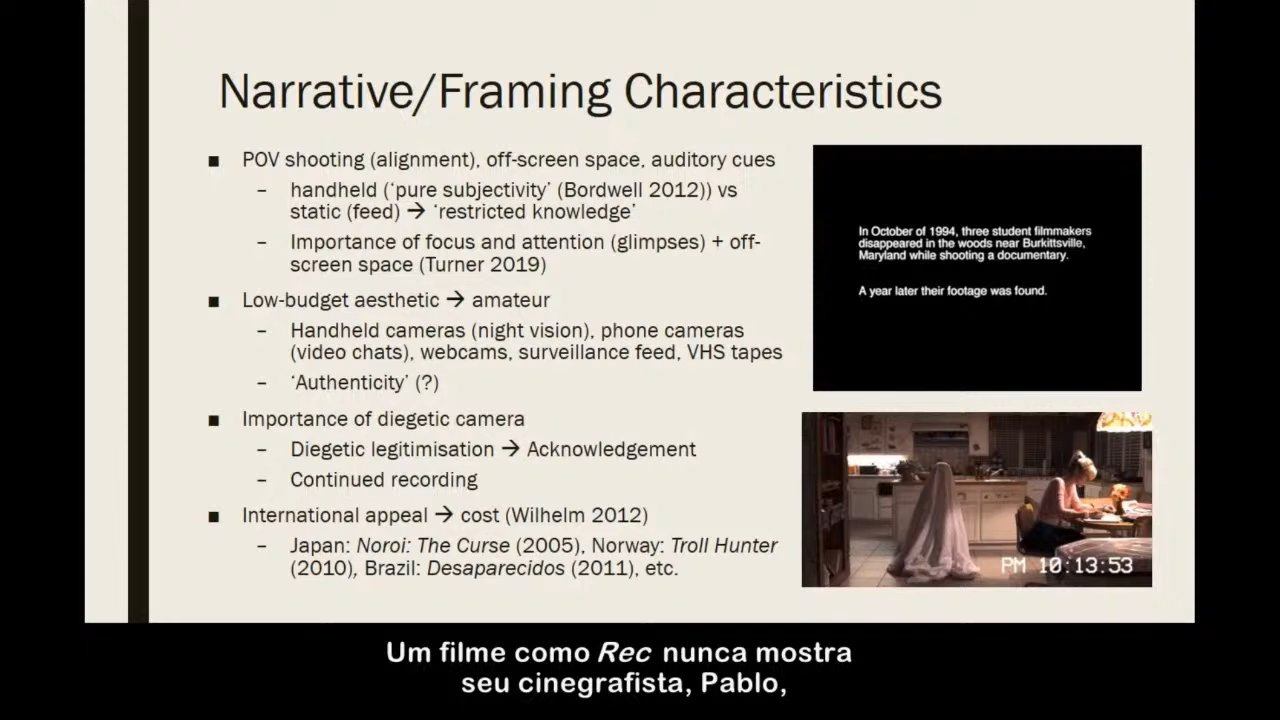 Narrative/Framing Characteristics
■ POV shooting (alignment), off-screen space, auditory cues
– handheld (‘pure subjectivity’ (Bordwell 2012)) vs
static (feed) → ‘restricted knowledge’
– Importance of focus and attention (glimpses) + off-
screen space (Turner 2019)
■ Low-budget aesthetic → amateur
– Handheld cameras (night vision), phone cameras
(video chats), webcams, surveillance feed, VHS tapes
– ‘Authenticity’ (?)
■ Importance of diegetic camera
– Diegetic legitimisation → Acknowledgement
– Continued recording
■ International appeal → cost (Wilhelm 2012)
– Japan: Noroi: The Curse (2005), Norway: Troll Hunter
(2010), Brazil: Desaparecidos (2011), etc.
In October of 1994, three student filmmakers
disappeared in the woods near Burkittsville,
Maryland while shooting a documentary.
A year later their footage was found.
PM 10:13:53
Um filme como Rec nunca mostra
seu cinegrafista, Pablo,